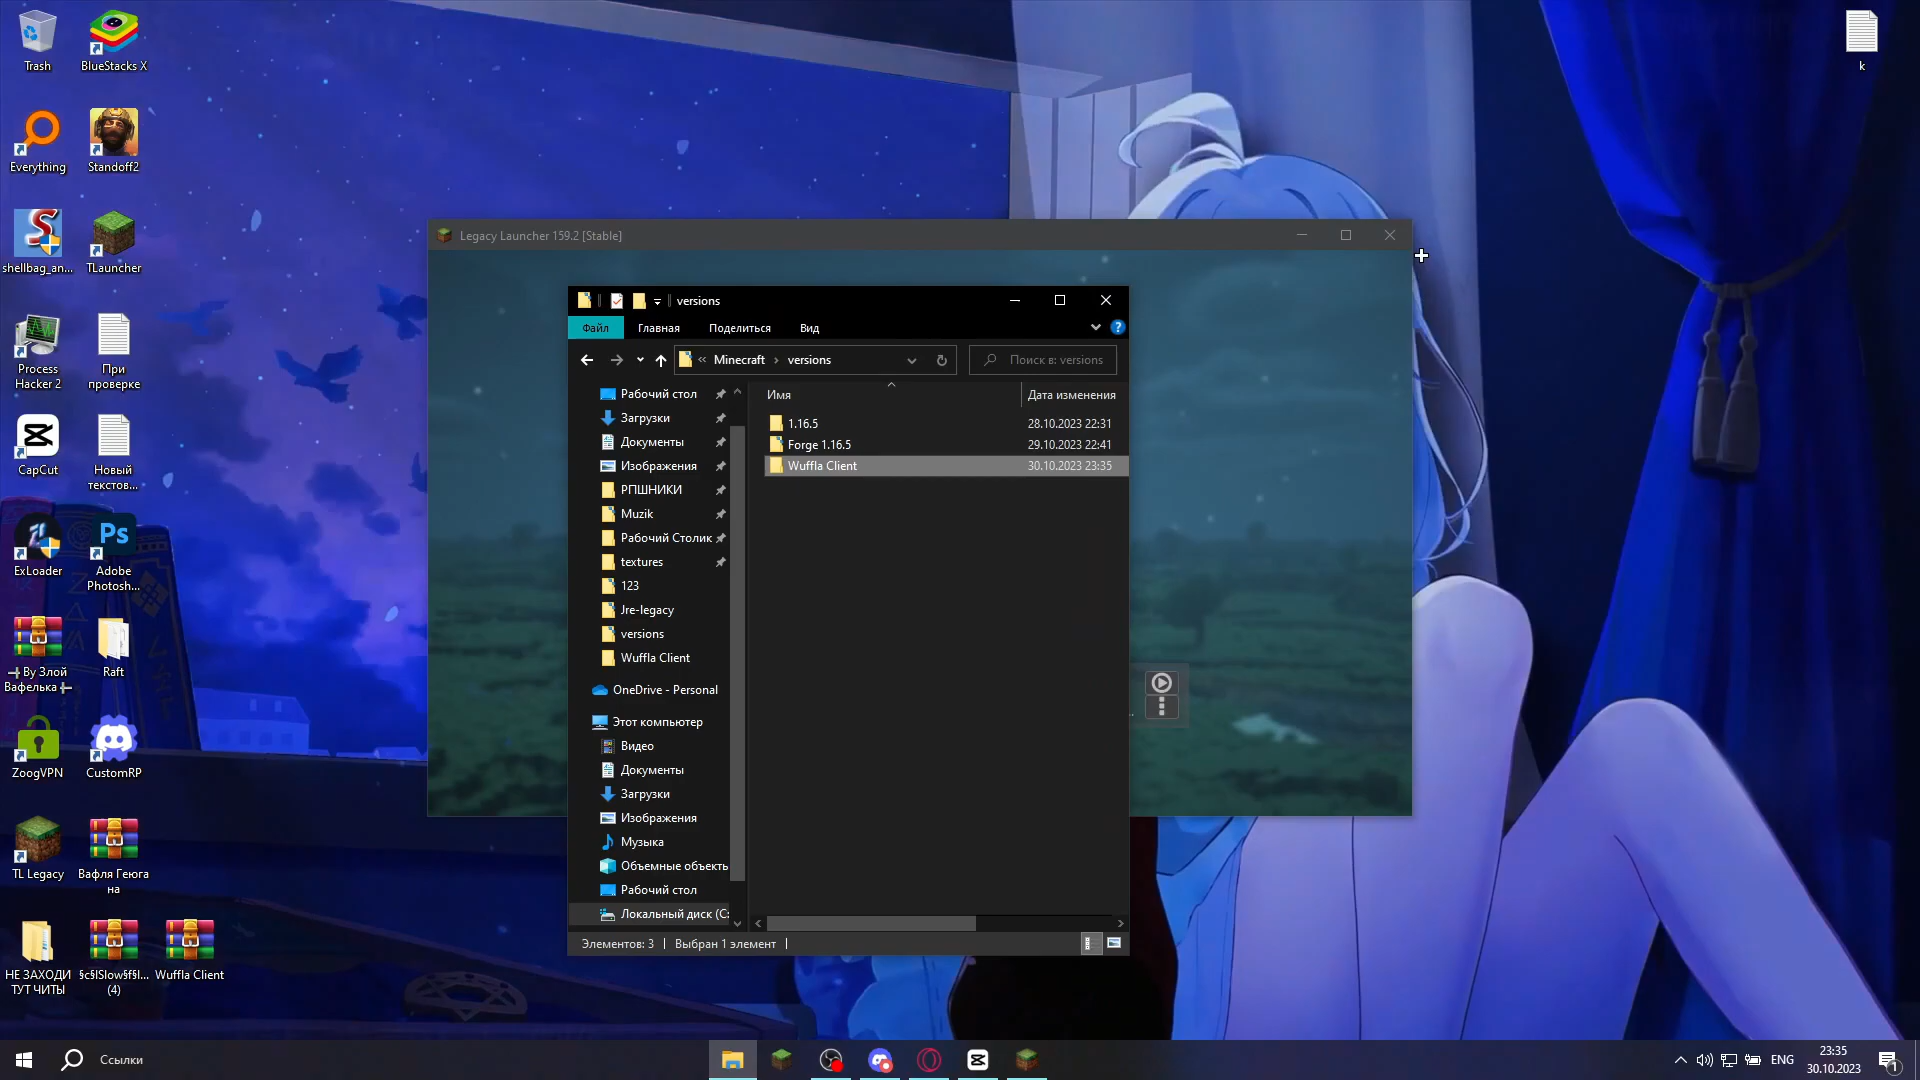 Trash
BlueStacks X
k
Everything
Standoff2
shellbag_an...
TLauncher
Process
Hacker 2
При
проверке
CapCut
Новый
текстов...
ExLoader
Adobe
Photosh...
By Злой
Вафелька
Raft
ZoogVPN
CustomRP
TL Legacy
Вафля Геюга
на
НЕ ЗАХОДИ
ТУТ ЧИТЫ
§c§lSlow§f§l...
(4)
Wuffla Client
Legacy Launcher 159.2 [Stable]
versions
Файл
Главная
Поделиться
Вид
« Minecraft › versions
Поиск в: versions
Имя
Дата изменения
1.16.5
28.10.2023 22:31
Forge 1.16.5
29.10.2023 22:41
Wuffla Client
30.10.2023 23:35
Рабочий стол
Загрузки
Документы
Изображения
РПШНИКИ
Muzik
Рабочий Столик
textures
123
Jre-legacy
versions
Wuffla Client
OneDrive - Personal
Этот компьютер
Видео
Документы
Загрузки
Изображения
Музыка
Объемные объекть
Рабочий стол
Локальный диск (C:
Элементов: 3
Выбран 1 элемент
Ссылки
ENG
23:35
30.10.2023
1